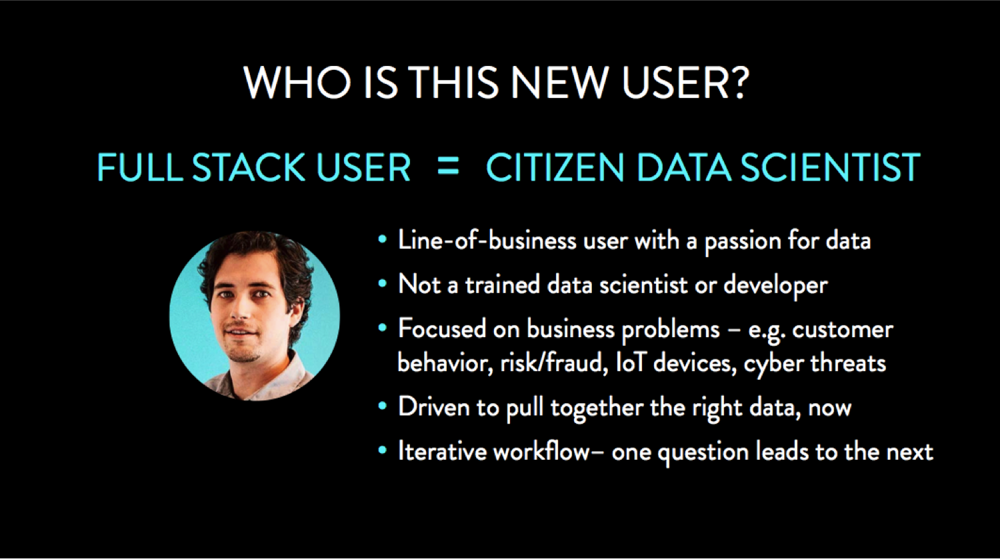 WHO IS THIS NEW USER?
FULL STACK USER = CITIZEN DATA SCIENTIST
• Line-of-business user with a passion for data
• Not a trained data scientist or developer
• Focused on business problems – e.g. customer
behavior, risk/fraud, IoT devices, cyber threats
• Driven to pull together the right data, now
• Iterative workflow– one question leads to the next